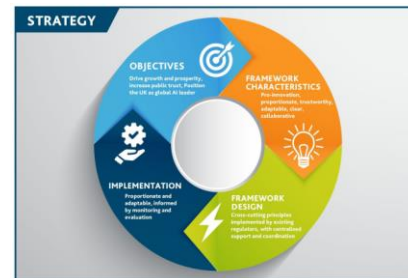 STRATEGY
OBJECTIVES
Drive growth and prosperity,
increase public trust, Position
the UK as global AI leader
FRAMEWORK
CHARACTERISTICS
Pro-innovation,
proportionate, trustworthy,
adaptable, clear,
collaborative
IMPLEMENTATION
Proportionate and
adaptable, informed
by monitoring and
evaluation
FRAMEWORK
DESIGN
Cross-cutting principles
implemented by existing
regulators, with centralised
support and coordination